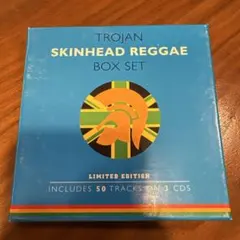 TROJAN
SKINHEAD REGGAE
BOX SET
LIMITED EDITION
INCLUDES 50 TRACKS ON 3 CDS